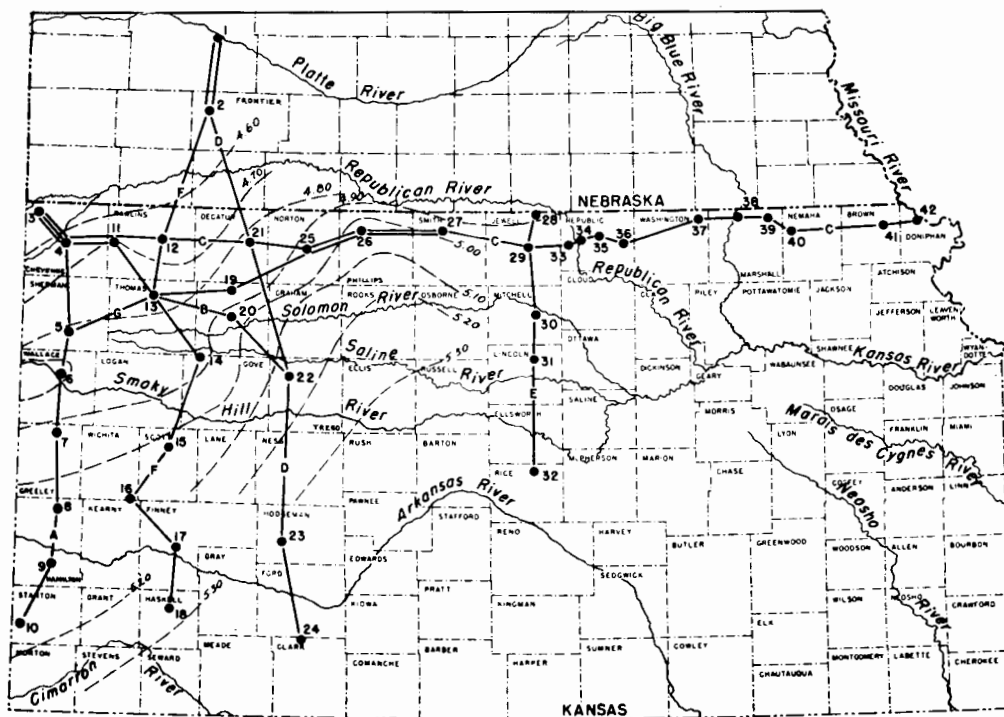 1
Platte River
Big Blue River
Missouri River
2
FRONTIER
D
4.60
F
4.70
4.80
4.90
Republican River
NEBRASKA
3
4
11
RAWLINS
DECATUR
NORTON
SMITH
JEWELL
REPUBLIC
WASHINGTON
NEMAHA
BROWN
DONIPHAN
12
C
21
25
26
27
28
29
C
33
34
35
36
37
38
39
40
C
41
42
5.00
CHEYENNE
SHERMAN
THOMAS
13
19
GRAHAM
PHILLIPS
ROOKS
OSBORNE
MITCHELL
CLOUD
CLAY
RILEY
MARSHALL
POTTAWATOMIE
JACKSON
ATCHISON
JEFFERSON
LEAVEN
WORTH
Republican River
5.10
5.20
5
G
B
20
Solomon River
30
OTTAWA
WALLACE
6
LOGAN
14
GOVE
22
Saline River
ELLIS
RUSSELL
LINCOLN
31
DICKINSON
GEARY
WABAUNSEE
SHAWNEE
WYAN
DOTTE
Kansas River
DOUGLAS
JOHNSON
Smoky Hill River
SALINE
E
ELLSWORTH
MORRIS
OSAGE
7
WICHITA
SCOTT
15
LANE
NESS
TREGO
RUSH
BARTON
LYON
FRANKLIN
MIAMI
Marais des Cygnes River
F
D
RICE
32
McPHERSON
MARION
CHASE
COFFEY
ANDERSON
LINN
GREELEY
8
16
KEARNY
FINNEY
HODGEMAN
PAWNEE
STAFFORD
Arkansas River
Neosho River
A
17
23
RENO
HARVEY
BUTLER
GREENWOOD
WOODSON
ALLEN
BOURBON
9
HAMILTON
GRAY
FORD
EDWARDS
SEDGWICK
STANTON
GRANT
HASKELL
18
5.20
5.30
KIOWA
PRATT
KINGMAN
WILSON
NEOSHO
CRAWFORD
10
24
ELK
MORTON
STEVENS
SEWARD
MEADE
CLARK
COMANCHE
BARBER
HARPER
SUMNER
COWLEY
CHAUTAUQUA
MONTGOMERY
LABETTE
CHEROKEE
Cimarron River
KANSAS